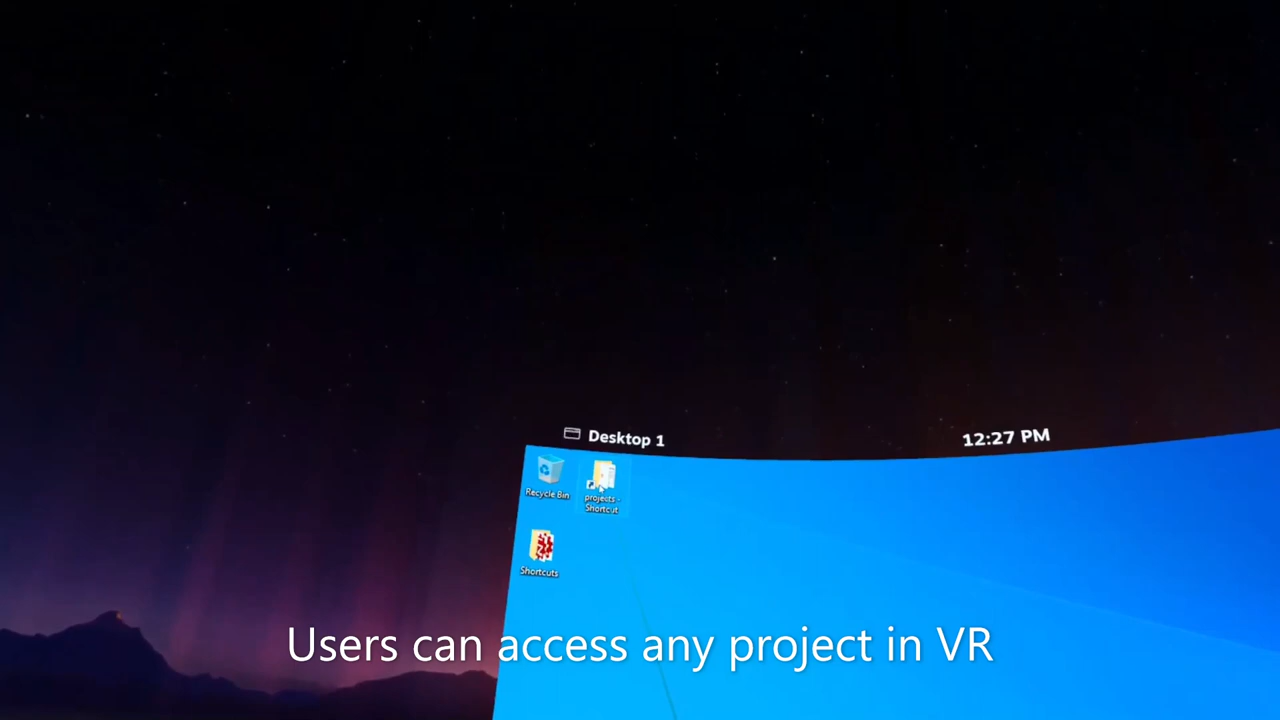 Desktop 1
12:27 PM
Recycle Bin
projects -
Shortcut
Shortcuts
Users can access any project in VR